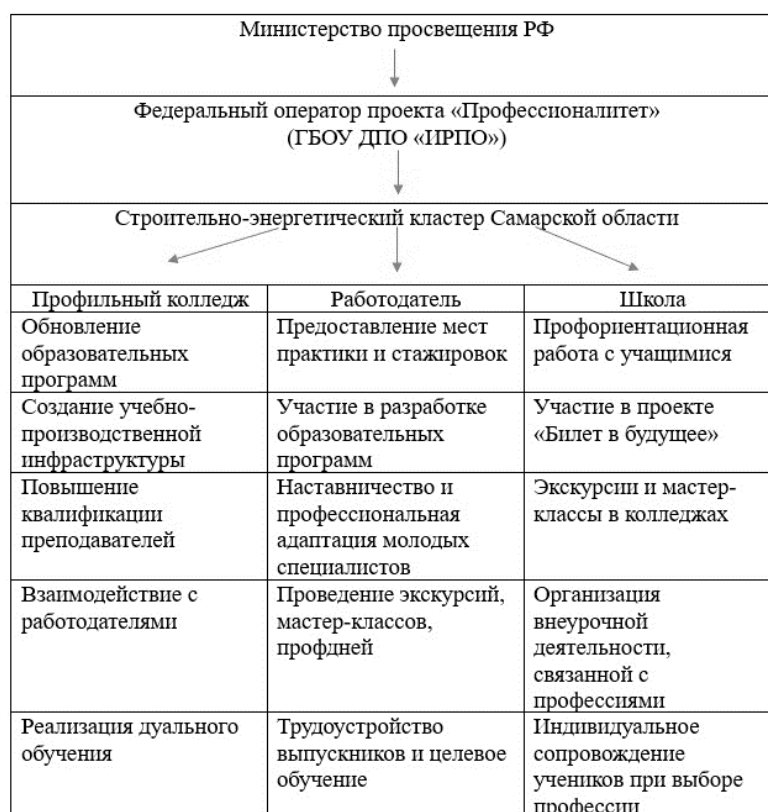 Министерство просвещения РФ
Федеральный оператор проекта «Профессионалитет»
(ГБОУ ДПО «ИРПО»)
Строительно-энергетический кластер Самарской области
Профильный колледж
Работодатель
Школа
Обновление
образовательных
программ
Предоставление мест
практики и стажировок
Профориентационная
работа с учащимися
Создание учебно-
производственной
инфраструктуры
Участие в разработке
образовательных
программ
Участие в проекте
«Билет в будущее»
Повышение
квалификации
преподавателей
Наставничество и
профессиональная
адаптация молодых
специалистов
Экскурсии и мастер-
классы в колледжах
Взаимодействие с
работодателями
Проведение экскурсий,
мастер-классов,
профдней
Организация
внеурочной
деятельности,
связанной с
профессиями
Реализация дуального
обучения
Трудоустройство
выпускников и целевое
обучение
Индивидуальное
сопровождение
учеников при выборе
профессии